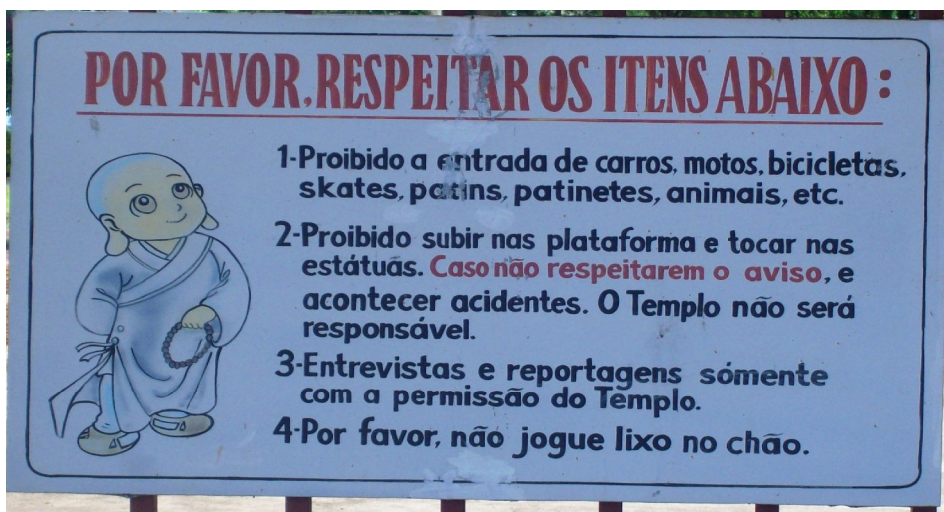 POR FAVOR. RESPEITAR OS ITENS ABAIXO:
1-Proibido a entrada de carros, motos, bicicletas,
skates, patins, patinetes, animais, etc.
2-Proibido subir nas plataforma e tocar nas
estátuas. Caso não respeitarem o aviso, e
acontecer acidentes. O Templo não será
responsável.
3-Entrevistas e reportagens sómente
com a permissão do Templo.
4-Por favor, não jogue lixo no chão.